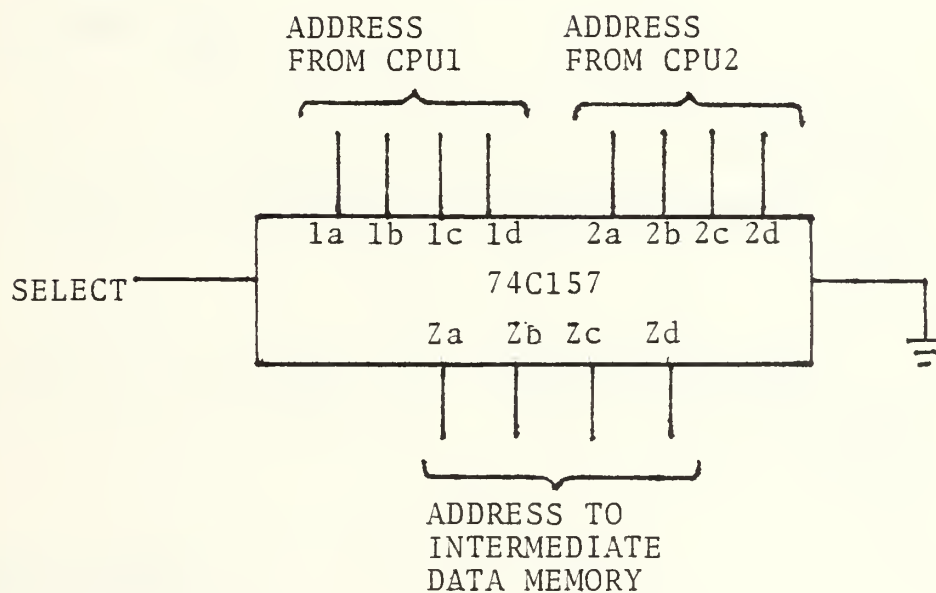 ADDRESS
FROM CPU1
ADDRESS
FROM CPU2
1a 1b 1c 1d 2a 2b 2c 2d
SELECT
74C157
Za Zb Zc Zd
ADDRESS TO
INTERMEDIATE
DATA MEMORY